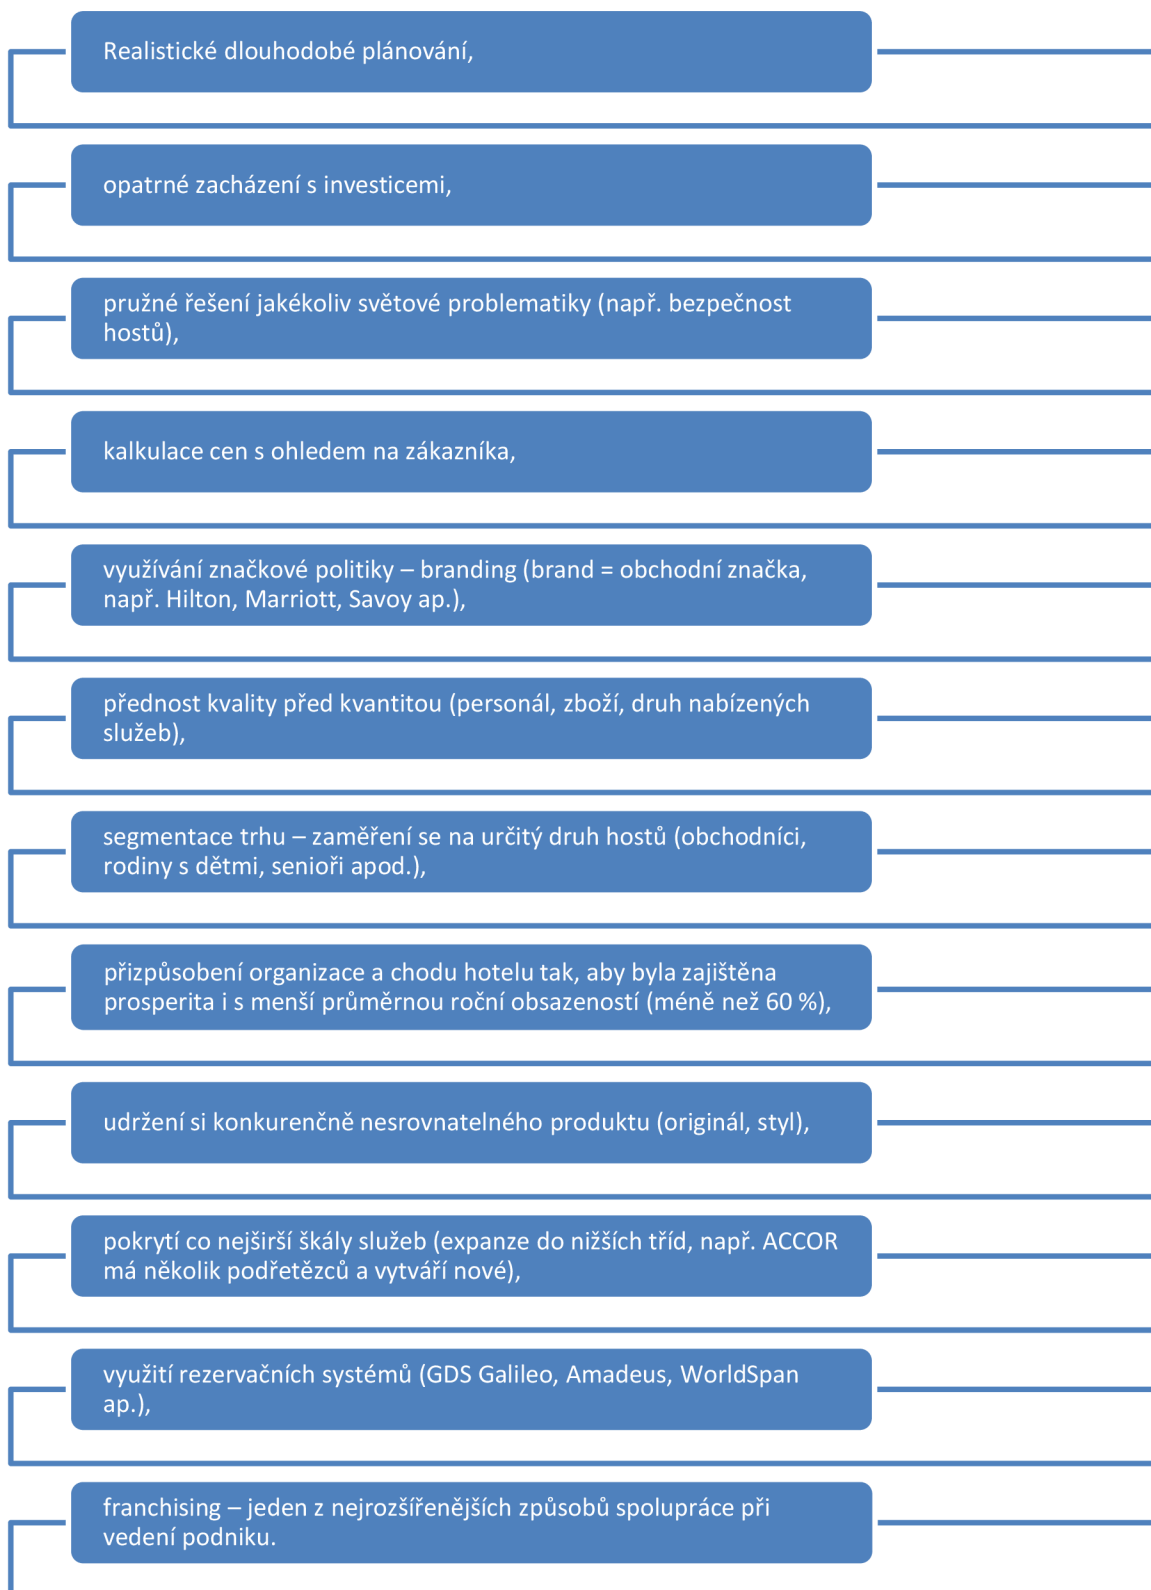 Realistické dlouhodobé plánování,
opatrné zacházení s investicemi,
pružné řešení jakékoliv světové problematiky (např. bezpečnost
hostů),
kalkulace cen s ohledem na zákazníka,
využívání značkové politiky – branding (brand = obchodní značka,
např. Hilton, Marriott, Savoy ap.),
přednost kvality před kvantitou (personál, zboží, druh nabízených
služeb),
segmentace trhu – zaměření se na určitý druh hostů (obchodníci,
rodiny s dětmi, senioři apod.),
přizpůsobení organizace a chodu hotelu tak, aby byla zajištěna
prosperita i s menší průměrnou roční obsazeností (méně než 60 %),
udržení si konkurenčně nesrovnatelného produktu (originál, styl),
pokrytí co nejširší škály služeb (expanze do nižších tříd, např. ACCOR
má několik podřetězců a vytváří nové),
využití rezervačních systémů (GDS Galileo, Amadeus, WorldSpan
ap.),
franchising – jeden z nejrozšířenějších způsobů spolupráce při
vedení podniku.